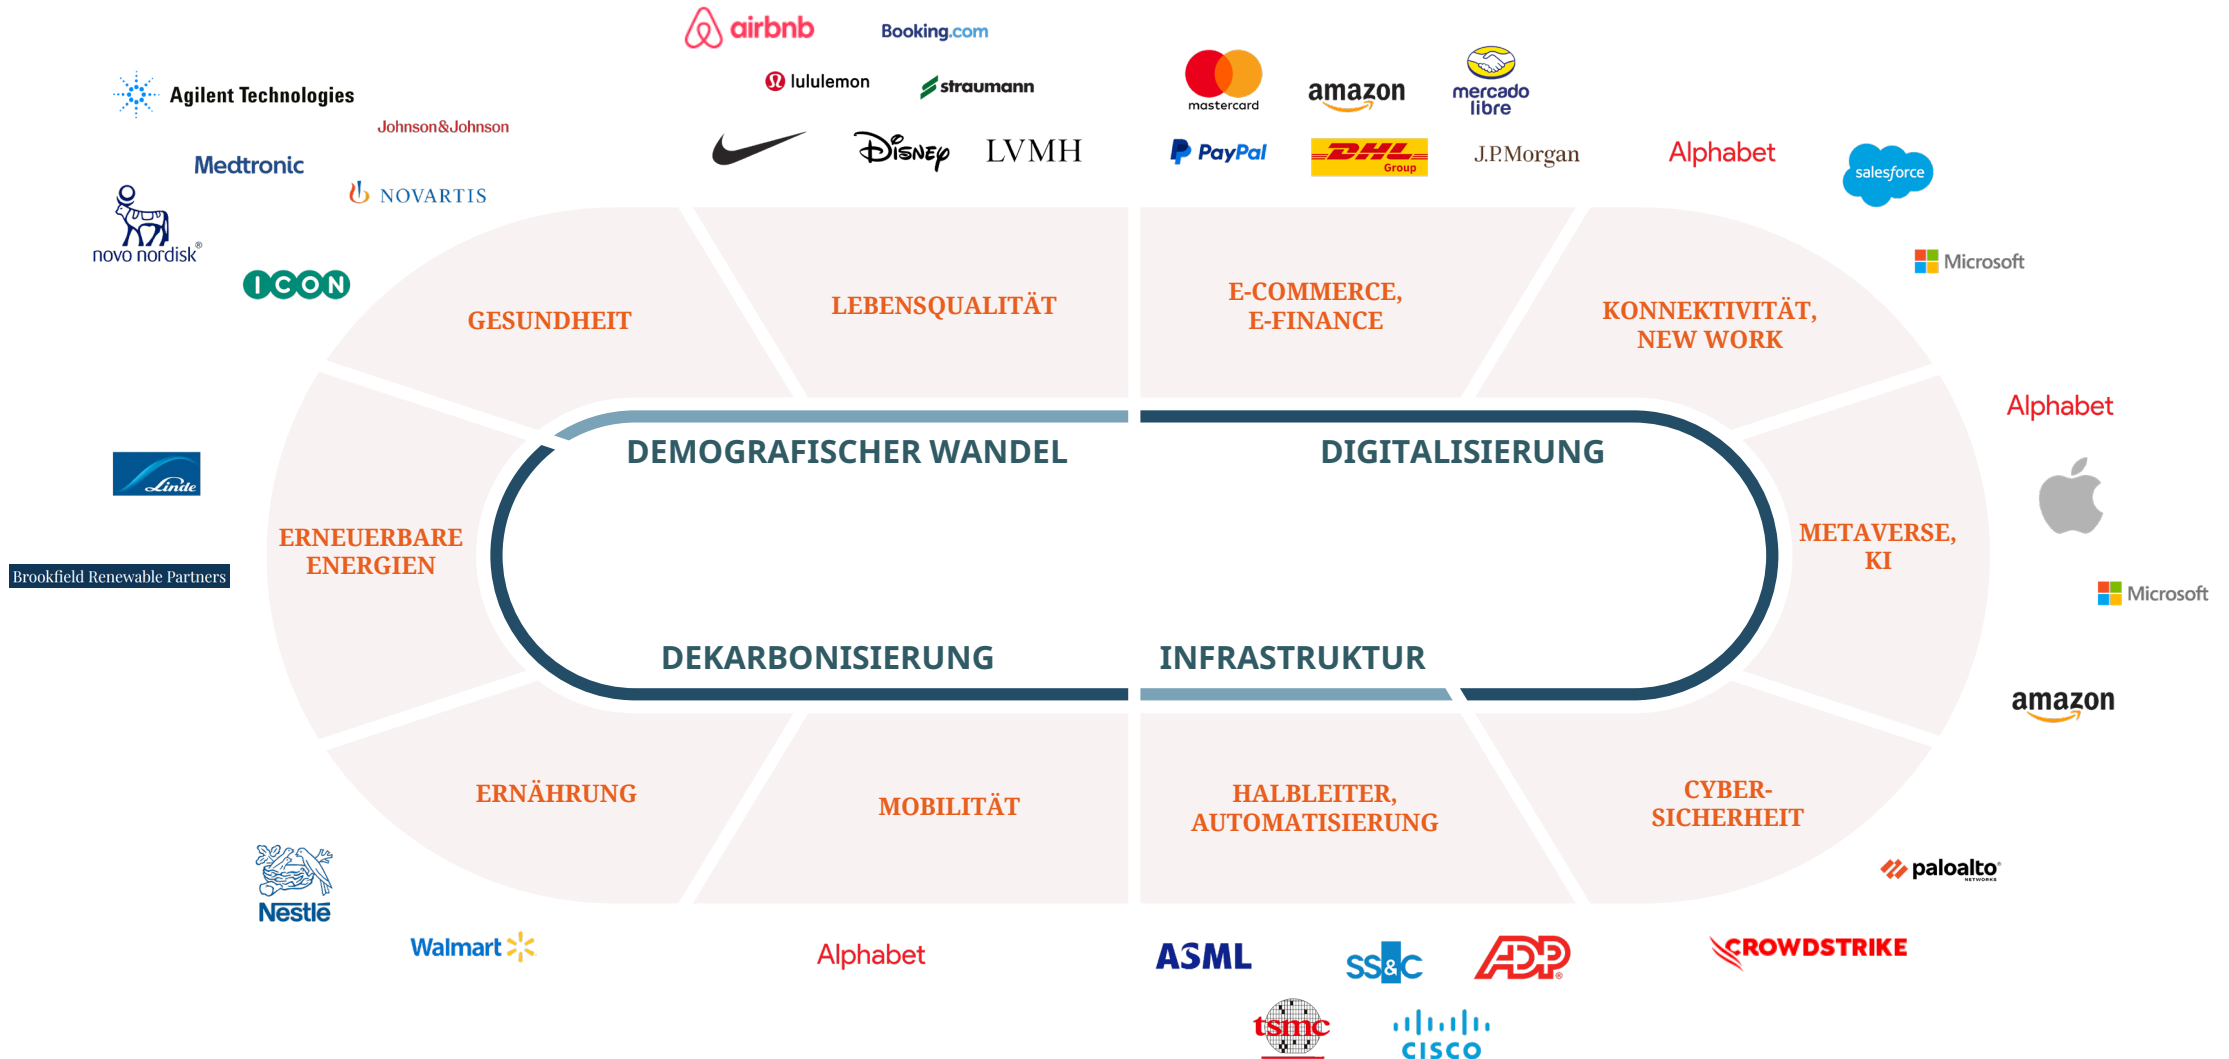 airbnb
Booking.com
lululemon
straumann
mastercard
amazon
mercado
libre
Agilent Technologies
Johnson&Johnson
Medtronic
NOVARTIS
novo nordisk®
ICON
DISNEY
LVMH
PayPal
DHL
Group
J.P.Morgan
Alphabet
salesforce
Microsoft
GESUNDHEIT
LEBENSQUALITÄT
E-COMMERCE,
E-FINANCE
KONNEKTIVITÄT,
NEW WORK
DEMOGRAFISCHER WANDEL
DIGITALISIERUNG
Alphabet
Linde
Brookfield Renewable Partners
ERNEUERBARE
ENERGIEN
METAVERSE,
KI
Microsoft
DEKARBONISIERUNG
INFRASTRUKTUR
amazon
ERNÄHRUNG
MOBILITÄT
HALBLEITER,
AUTOMATISIERUNG
CYBER-
SICHERHEIT
Nestlé
Walmart
Alphabet
ASML
SS&C
ADP®
paloalto®
NETWORKS
CROWDSTRIKE
tsmc
CISCO